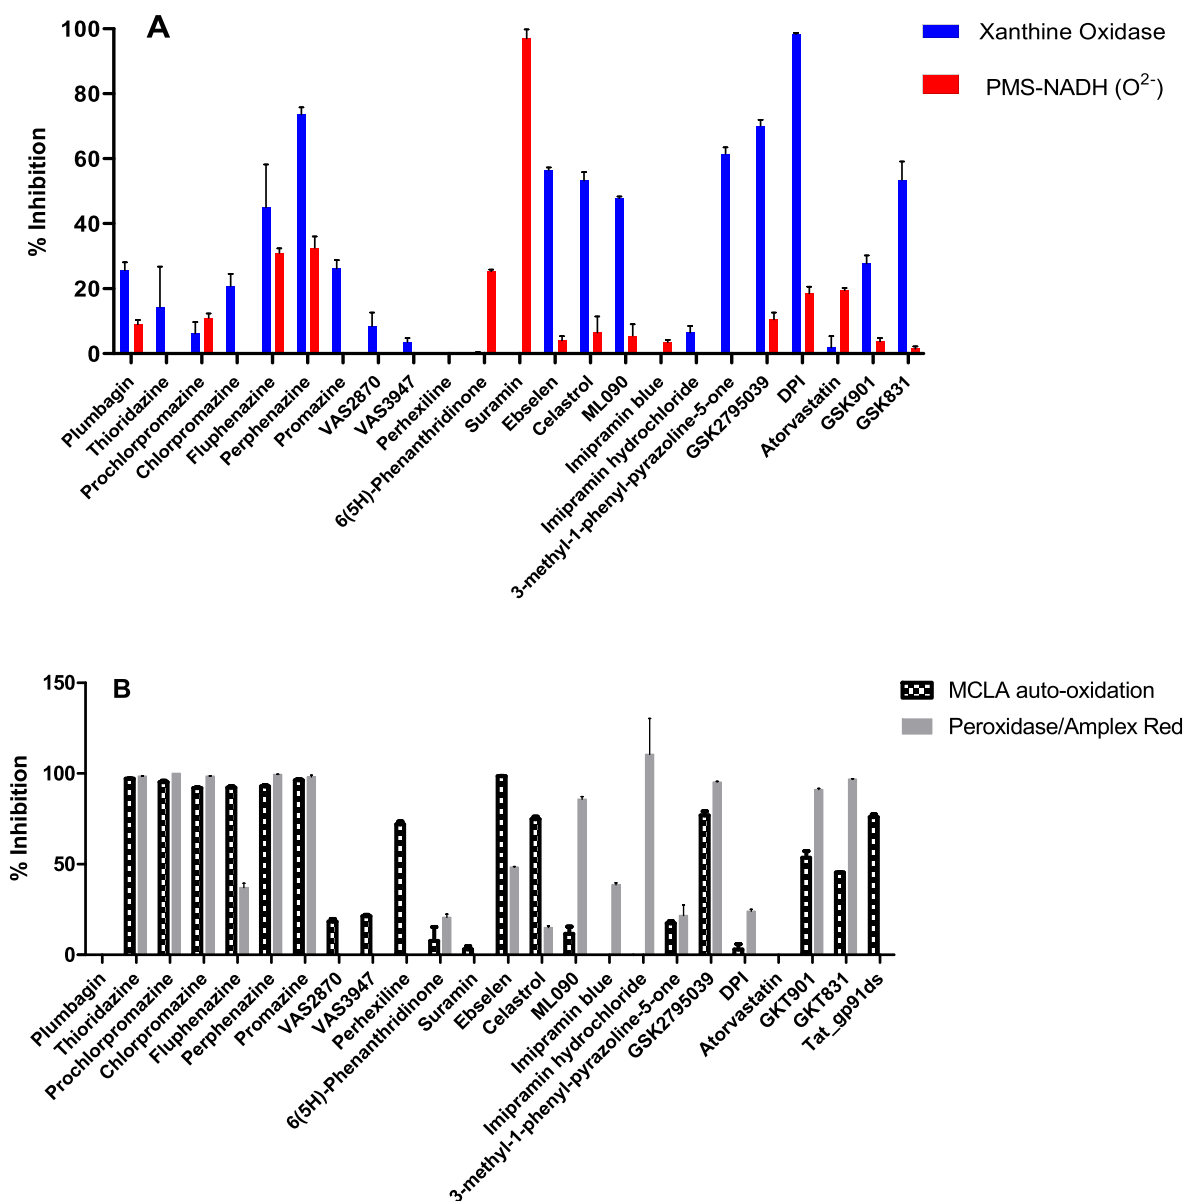 A
Xanthine Oxidase
PMS-NADH (O2-)
% Inhibition
100
80
60
40
20
0
Plumbagin
Thioridazine
Prochlorpromazine
Chlorpromazine
Fluphenazine
Perphenazine
Promazine
VAS2870
VAS3947
Perhexiline
6(5H)-Phenanthridinone
Suramin
Ebselen
Celastrol
ML090
Imipramin blue
Imipramin hydrochloride
3-methyl-1-phenyl-pyrazoline-5-one
GSK2795039
DPI
Atorvastatin
GSK901
GSK831
B
MCLA auto-oxidation
Peroxidase/Amplex Red
% Inhibition
150
100
50
0
Plumbagin
Thioridazine
Prochlorpromazine
Chlorpromazine
Fluphenazine
Perphenazine
Promazine
VAS2870
VAS3947
Perhexiline
6(5H)-Phenanthridinone
Suramin
Ebselen
Celastrol
ML090
Imipramin blue
Imipramin hydrochloride
3-methyl-1-phenyl-pyrazoline-5-one
GSK2795039
DPI
Atorvastatin
GKT901
GKT831
Tat_gp91ds